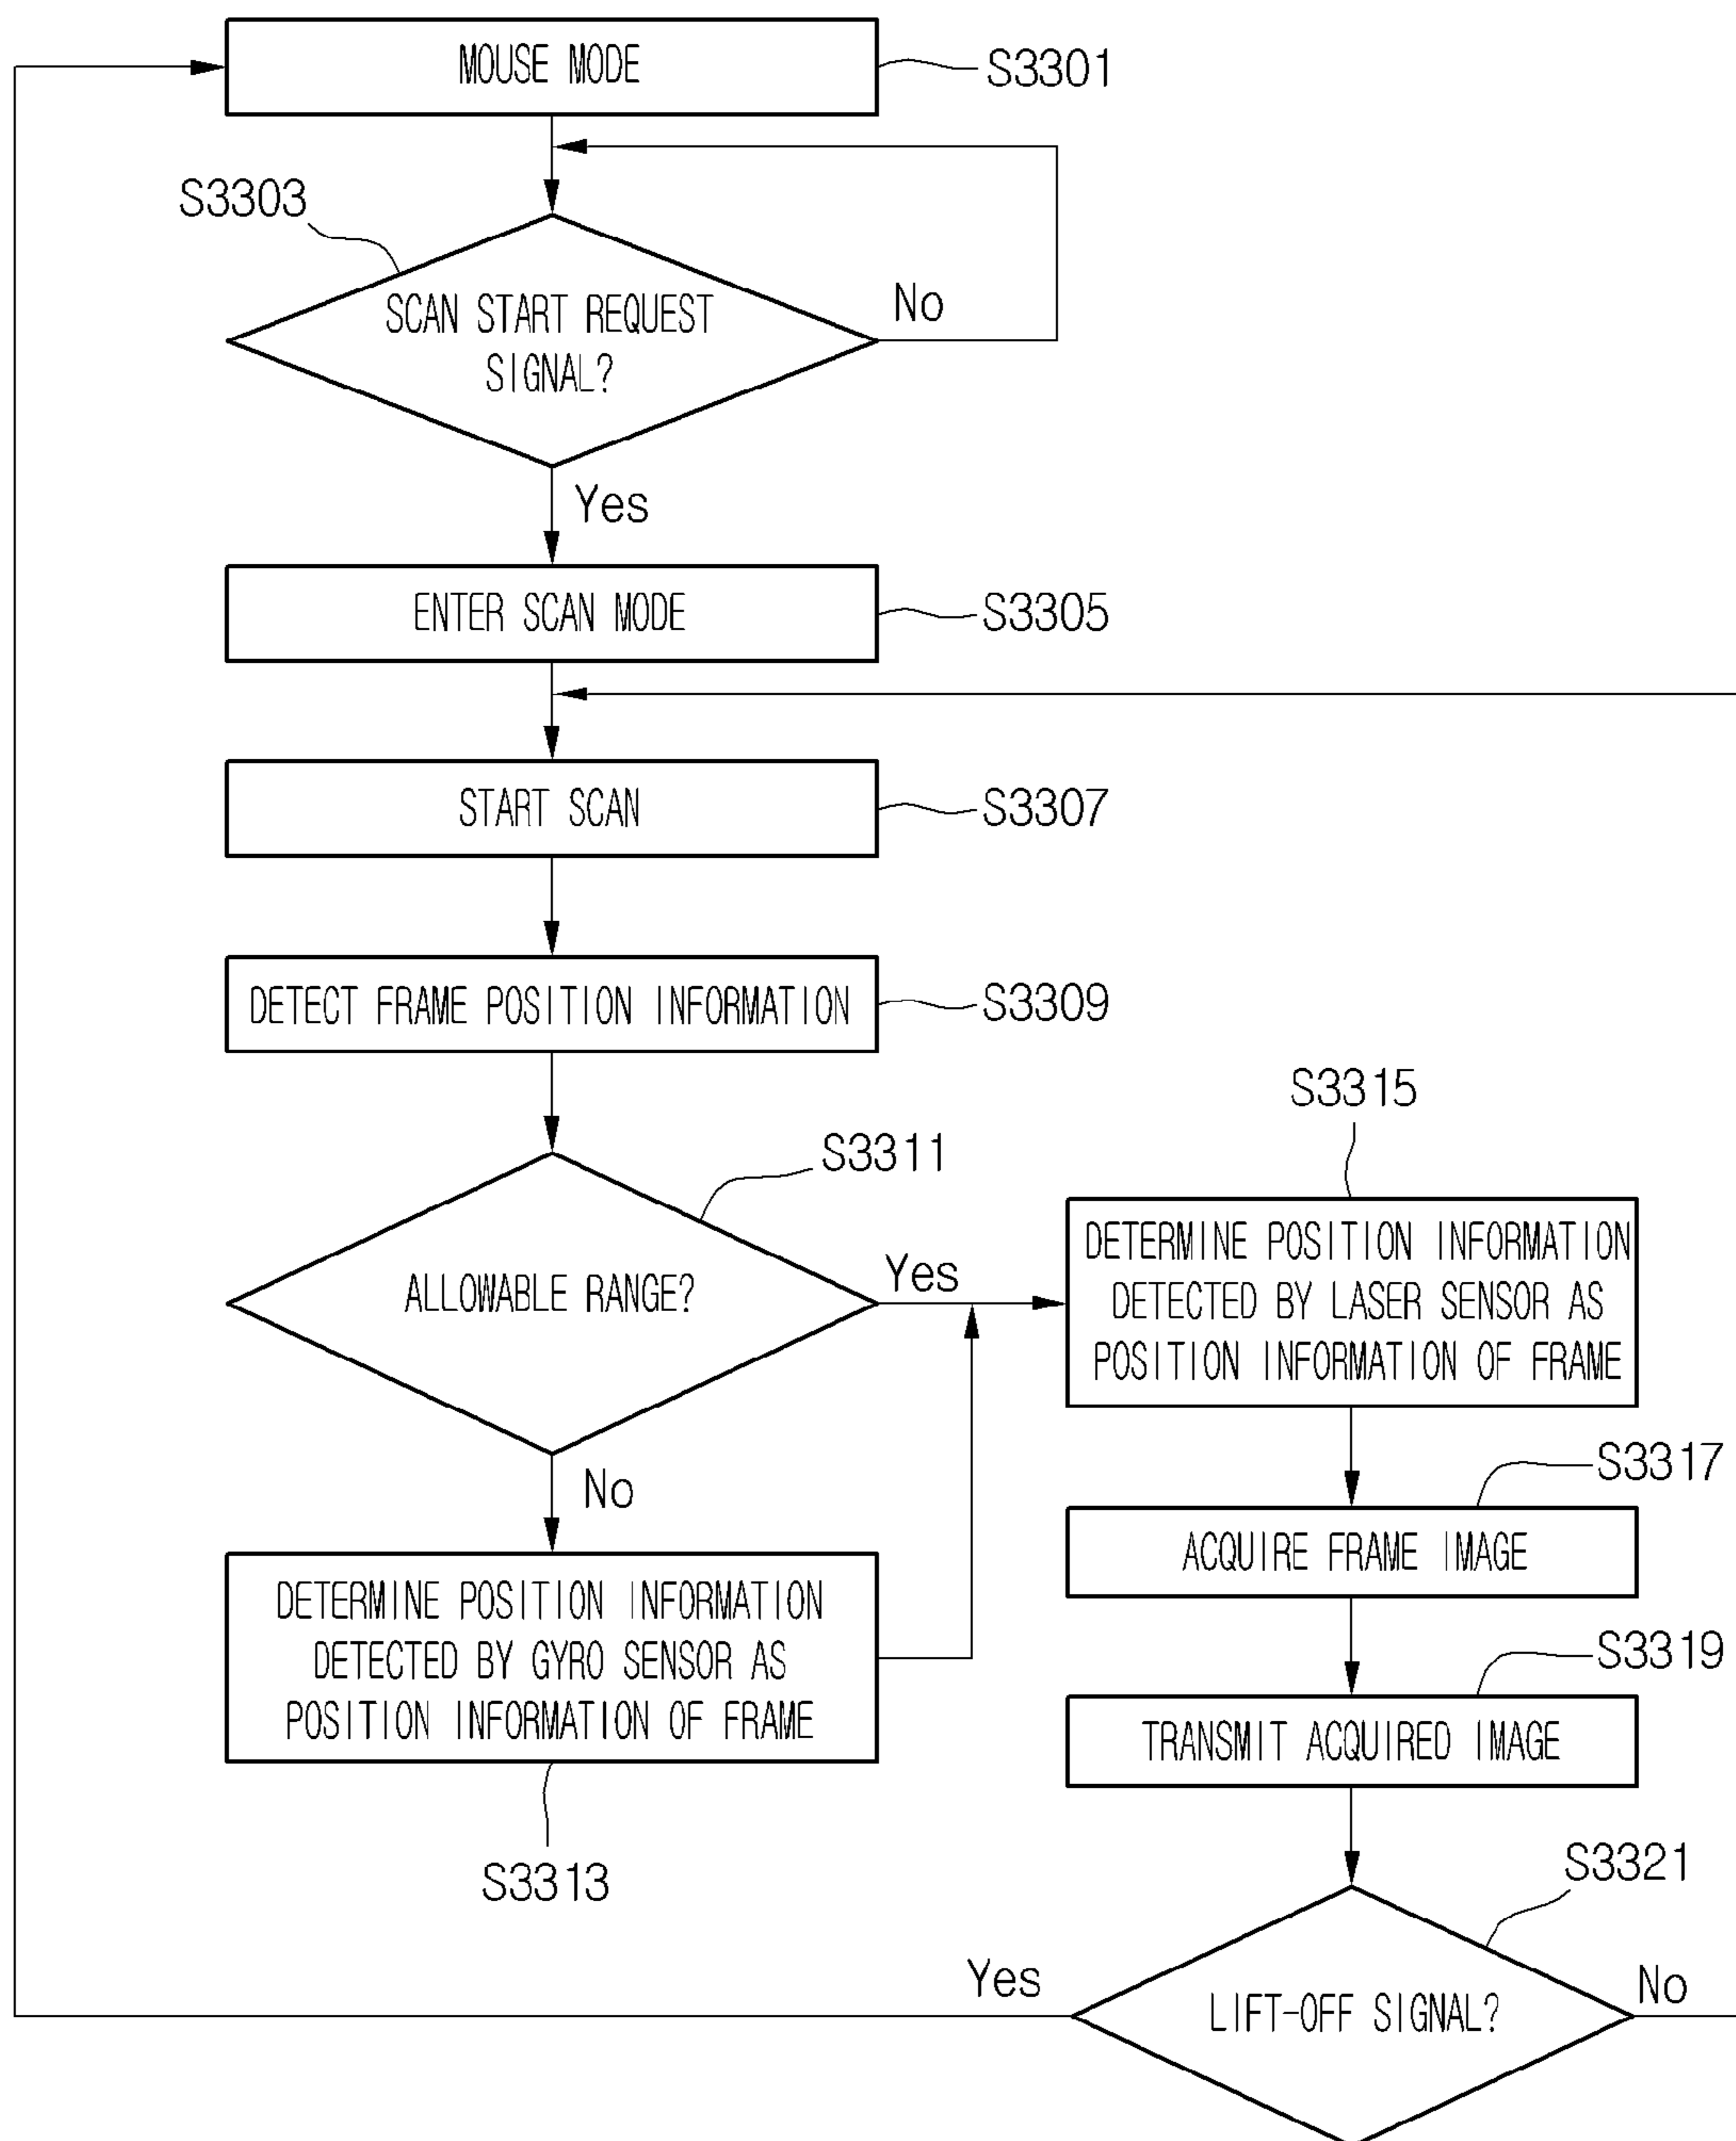 MOUSE MODE
S3301
S3303
SCAN START REQUEST
SIGNAL?
No
Yes
ENTER SCAN MODE
S3305
START SCAN
S3307
DETECT FRAME POSITION INFORMATION
S3309
S3311
ALLOWABLE RANGE?
Yes
No
DETERMINE POSITION INFORMATION
DETECTED BY GYRO SENSOR AS
POSITION INFORMATION OF FRAME
S3313
S3315
DETERMINE POSITION INFORMATION
DETECTED BY LASER SENSOR AS
POSITION INFORMATION OF FRAME
S3317
ACQUIRE FRAME IMAGE
S3319
TRANSMIT ACQUIRED IMAGE
S3321
Yes
LIFT-OFF SIGNAL?
No